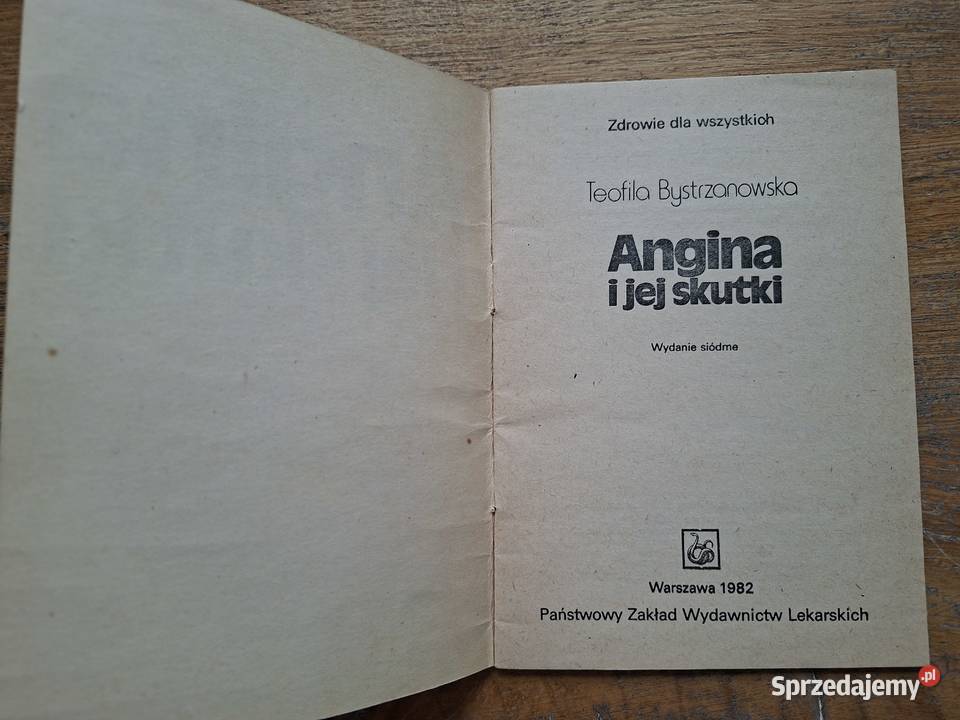 Zdrowie dla wszystkich
Teofila Bystrzanowska
Angina
i jej skutki
Wydanie siódme
Warszawa 1982
Państwowy Zakład Wydawnictw Lekarskich
Sprzedajemy.pl